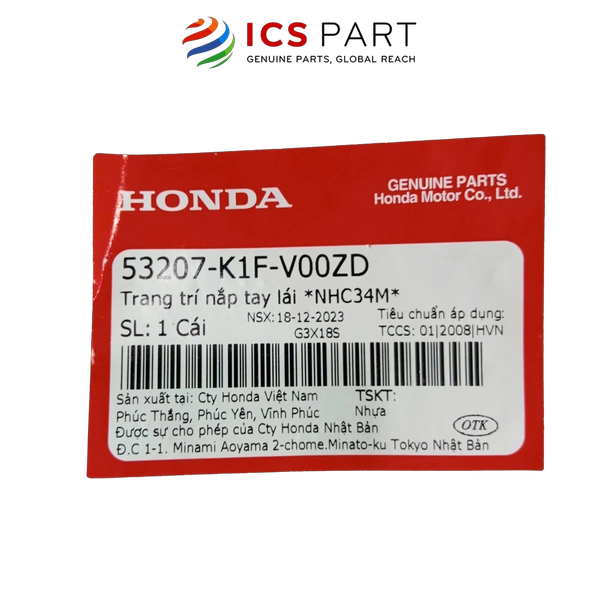 ICS PART
GENUINE PARTS, GLOBAL REACH
HONDA
GENUINE PARTS
Honda Motor Co., Ltd.
53207-K1F-V00ZD
Trang trí nắp tay lái *NHC34M*
SL: 1 Cái
NSX: 18-12-2023
G3X18S
Tiêu chuẩn áp dụng:
TCCS: 01|2008|HVN
Sản xuất tại: Cty Honda Việt Nam
Phúc Thắng, Phúc Yên, Vĩnh Phúc
TSKT:
Nhựa
Được sự cho phép của Cty Honda Nhật Bản
Đ.C 1-1. Minami Aoyama 2-chome.Minato-ku Tokyo Nhật Bản
OTK